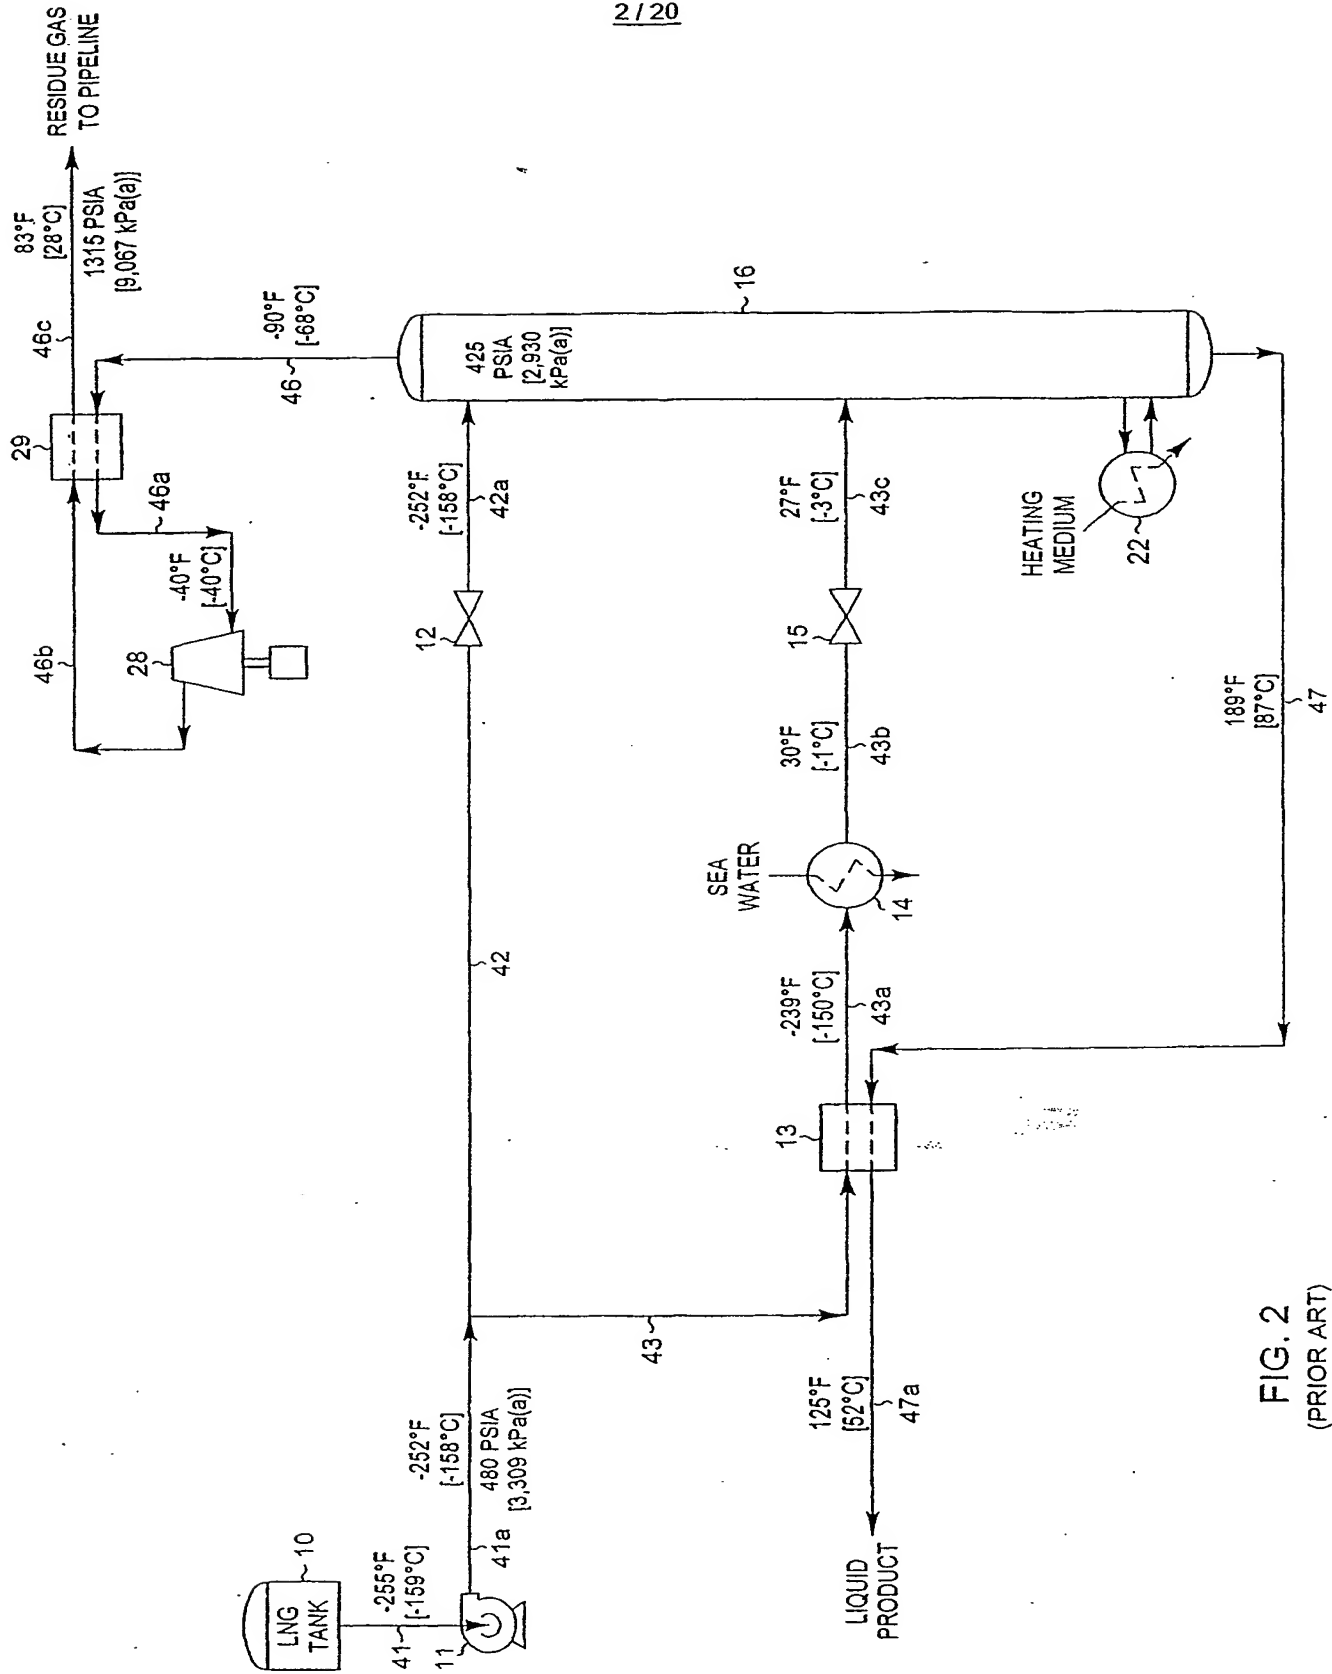 2/20
RESIDUE GAS
TO PIPELINE
83°F
[28°C]
1315 PSIA
[9,067 kPa(a)]
46c
29
46b
46a
-40°F
[-40°C]
28
-90°F
[-68°C]
46
16
425
PSIA
[2,930
kPa(a)]
-252°F
[-158°C]
42a
12
42
27°F
[-3°C]
43c
15
30°F
[-1°C]
43b
SEA
WATER
14
-239°F
[-150°C]
43a
13
43
HEATING
MEDIUM
22
189°F
[87°C]
47
125°F
[52°C]
47a
LIQUID
PRODUCT
-252°F
[-158°C]
480 PSIA
[3,309 kPa(a)]
41a
LNG
TANK
10
-255°F
[-159°C]
41
11
FIG. 2
(PRIOR ART)